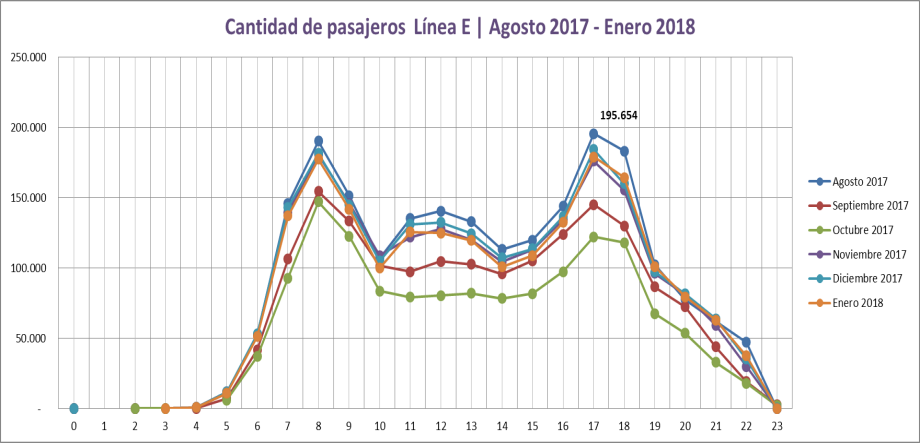 Cantidad de pasajeros Línea E | Agosto 2017 - Enero 2018
250.000
200.000
150.000
100.000
50.000
-
195.654
0 1 2 3 4 5 6 7 8 9 10 11 12 13 14 15 16 17 18 19 20 21 22 23
Agosto 2017
Septiembre 2017
Octubre 2017
Noviembre 2017
Diciembre 2017
Enero 2018